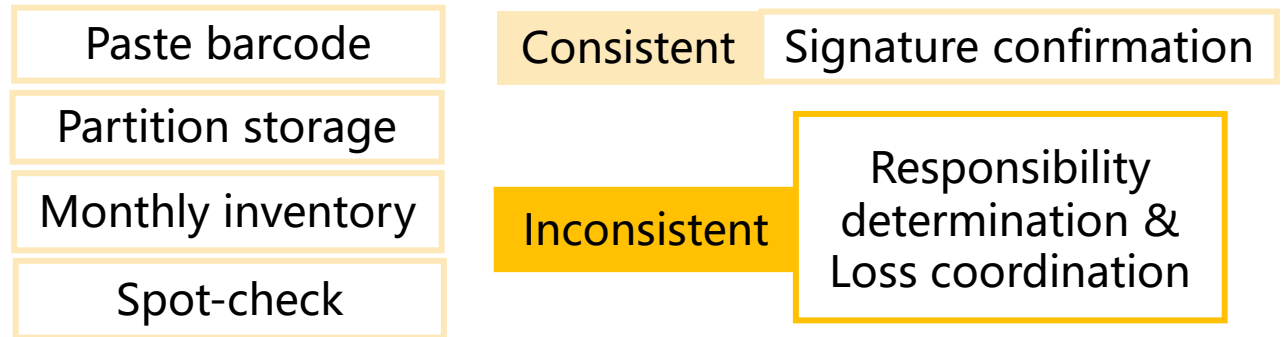 Paste barcode
Partition storage
Monthly inventory
Spot-check
Consistent
Signature confirmation
Inconsistent
Responsibility
determination &
Loss coordination